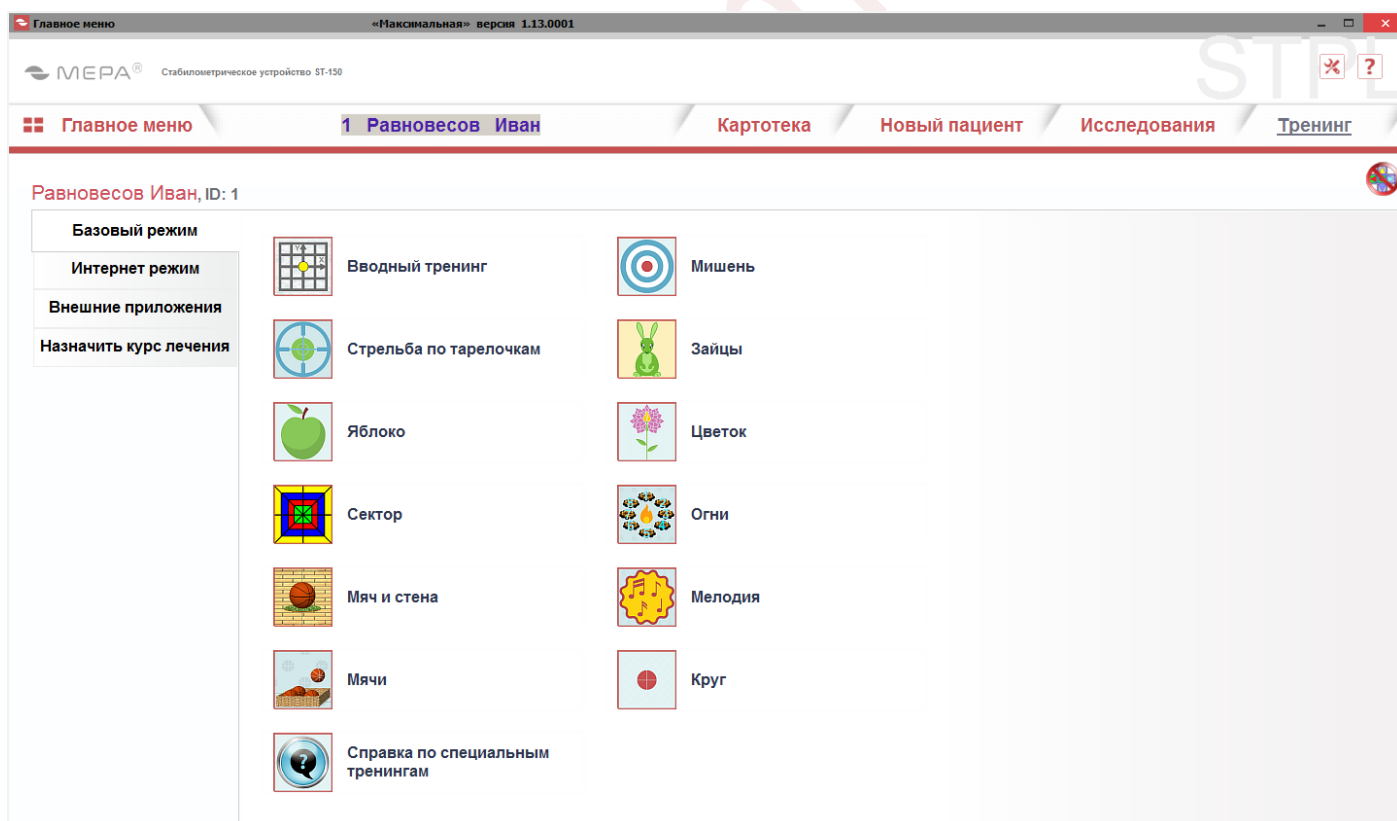 Главное меню «Максимальная» версия 1.13.0001
МЕРА® Стабилометрическое устройство ST-150
STPL
Главное меню 1 Равновесов Иван Картотека Новый пациент Исследования Тренинг
Равновесов Иван, ID: 1
Базовый режим
Интернет режим
Внешние приложения
Назначить курс лечения
Вводный тренинг Мишень
Стрельба по тарелочкам Зайцы
Яблоко Цветок
Сектор Огни
Мяч и стена Мелодия
Мячи Круг
Справка по специальным
тренингам